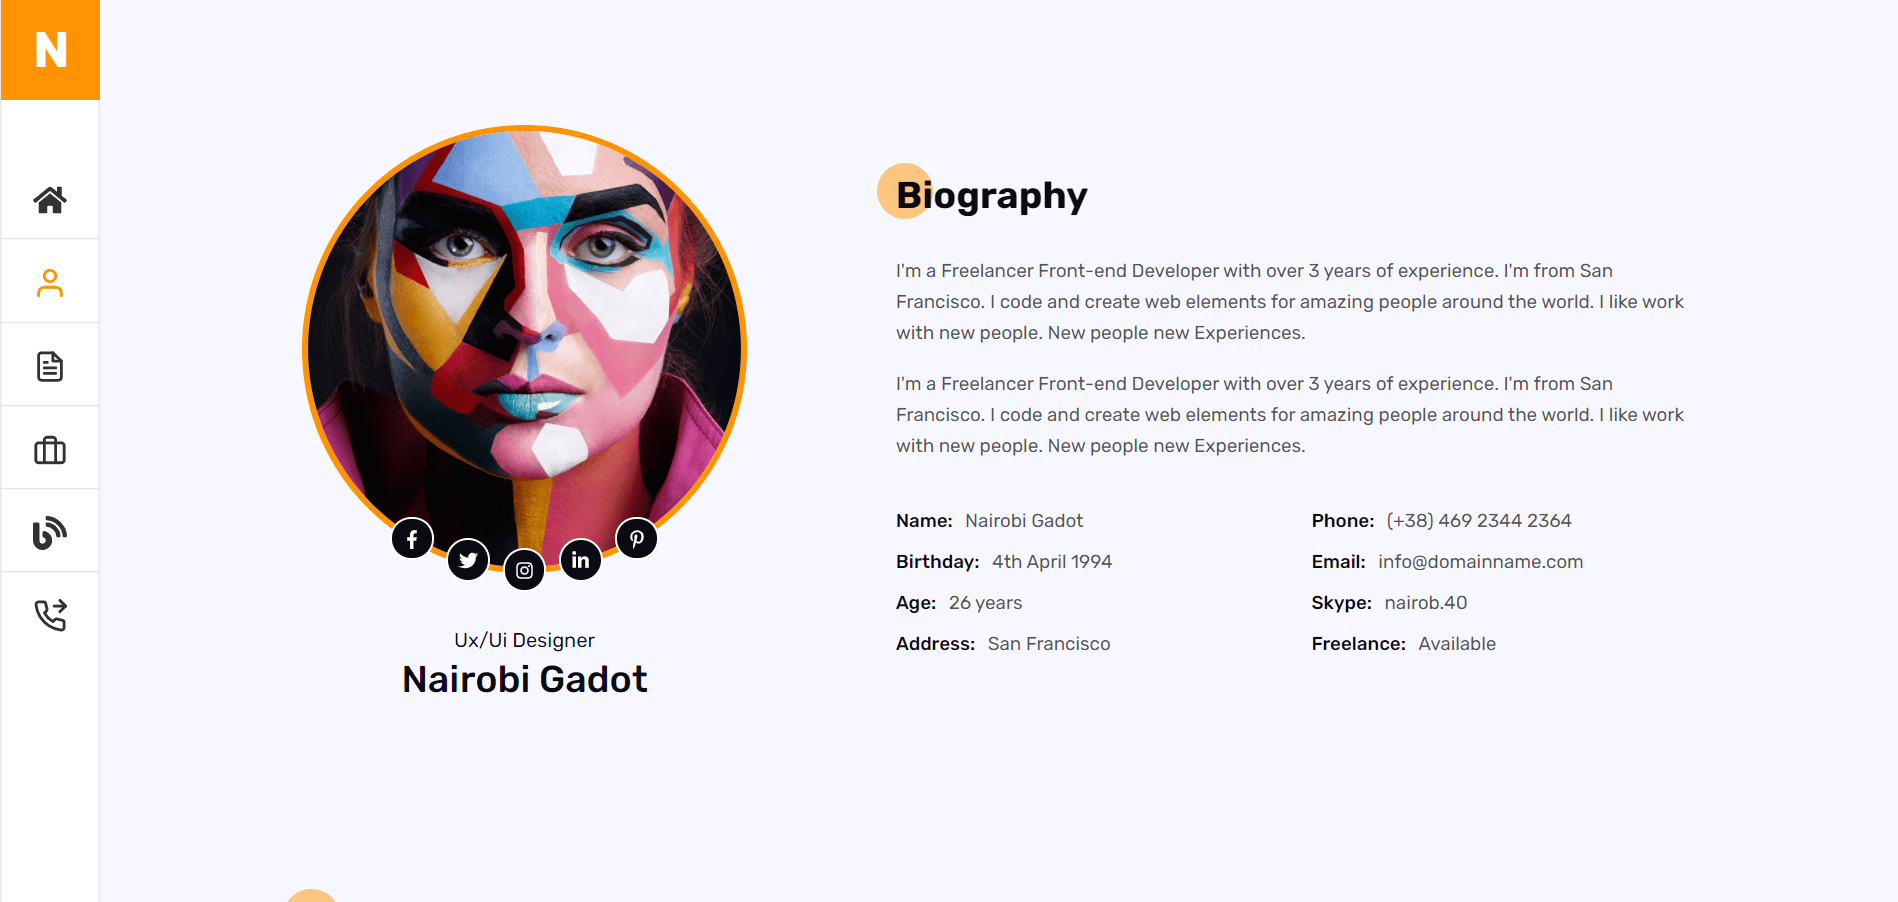 N
Biography
I'm a Freelancer Front-end Developer with over 3 years of experience. I'm from San
Francisco. I code and create web elements for amazing people around the world. I like work
with new people. New people new Experiences.
I'm a Freelancer Front-end Developer with over 3 years of experience. I'm from San
Francisco. I code and create web elements for amazing people around the world. I like work
with new people. New people new Experiences.
Name: Nairobi Gadot
Phone: (+38) 469 2344 2364
Birthday: 4th April 1994
Email: info@domainname.com
Age: 26 years
Skype: nairob.40
Address: San Francisco
Freelance: Available
Ux/Ui Designer
Nairobi Gadot